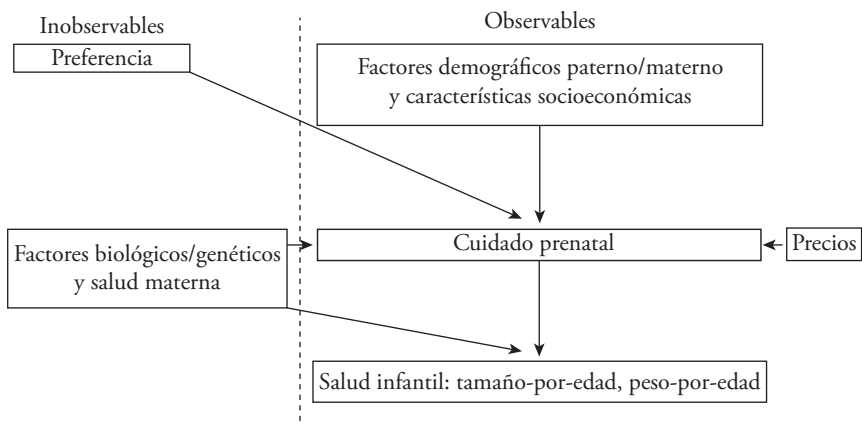 Inobservables
Observables
Preferencia
Factores demográficos paterno/materno
y características socioeconómicas
Factores biológicos/genéticos
y salud materna
Cuidado prenatal
Precios
Salud infantil: tamaño-por-edad, peso-por-edad